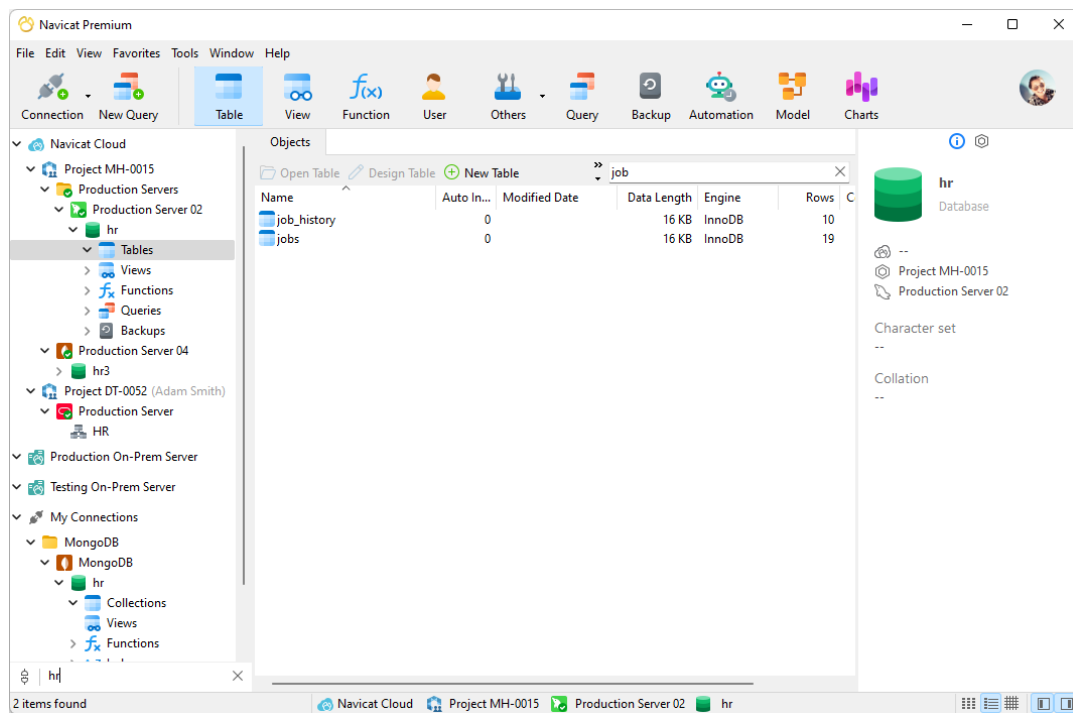 Navicat Premium
File Edit View Favorites Tools Window Help
Connection New Query Table View Function User Others Query Backup Automation Model Charts
Navicat Cloud
Project MH-0015
Production Servers
Production Server 02
hr
Tables
Views
Functions
Queries
Backups
Production Server 04
hr3
Project DT-0052 (Adam Smith)
Production Server
HR
Production On-Prem Server
Testing On-Prem Server
My Connections
MongoDB
MongoDB
hr
Collections
Views
Functions
hr
Objects
Open Table Design Table New Table » job
Name Auto In... Modified Date Data Length Engine Rows C
job_history 0 16 KB InnoDB 10
jobs 0 16 KB InnoDB 19
hr
Database
--
Project MH-0015
Production Server 02
Character set
--
Collation
--
2 items found Navicat Cloud Project MH-0015 Production Server 02 hr